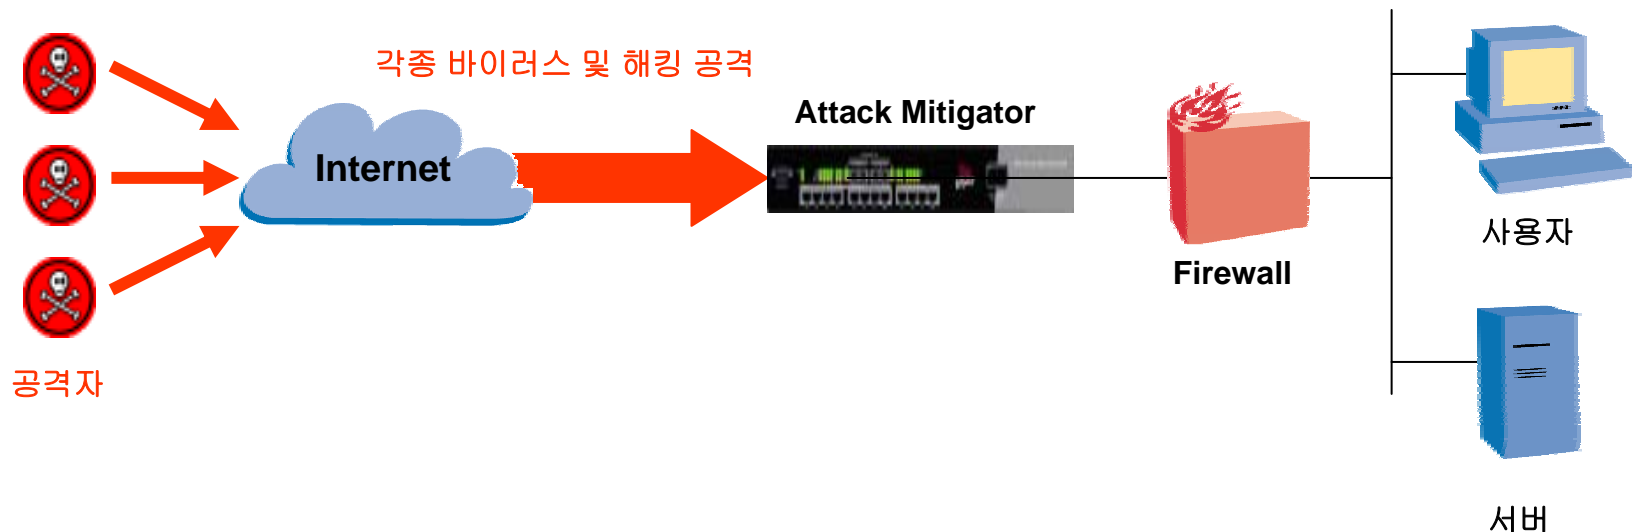 각종 바이러스 및 해킹 공격
Attack Mitigator
Internet
사용자
Firewall
공격자
서버